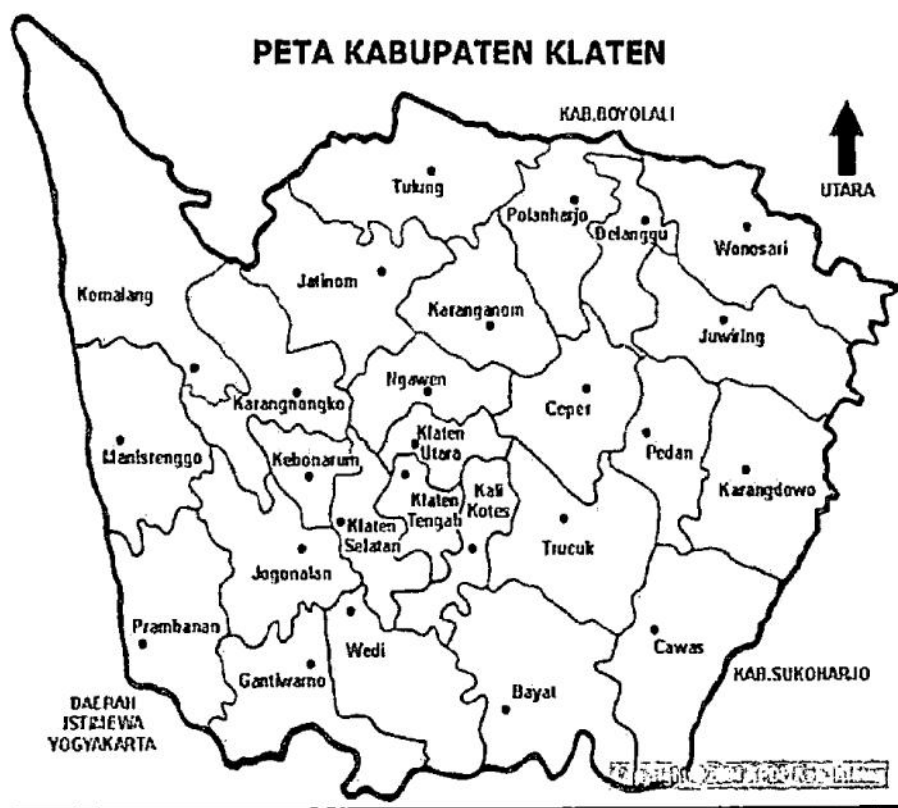 PETA KABUPATEN KLATEN
KAB.BOYOLALI
UTARA
Tulung
Polanharjo
Delanggu
Wonosari
Jatinom
Kemalang
Karanganom
Juwiring
Ngawen
Karangnongko
Ceper
Klaten
Utara
Manisrenggo
Kebonarum
Pedan
Karangdowo
Klaten
Tengah
Kali
Kotes
Klaten
Selatan
Trucuk
Jogonalan
Prambanan
Wedi
Cawas
Gantiwarno
Bayat
KAB.SUKOHARJO
DAERAH
ISTIMEWA
YOGYAKARTA